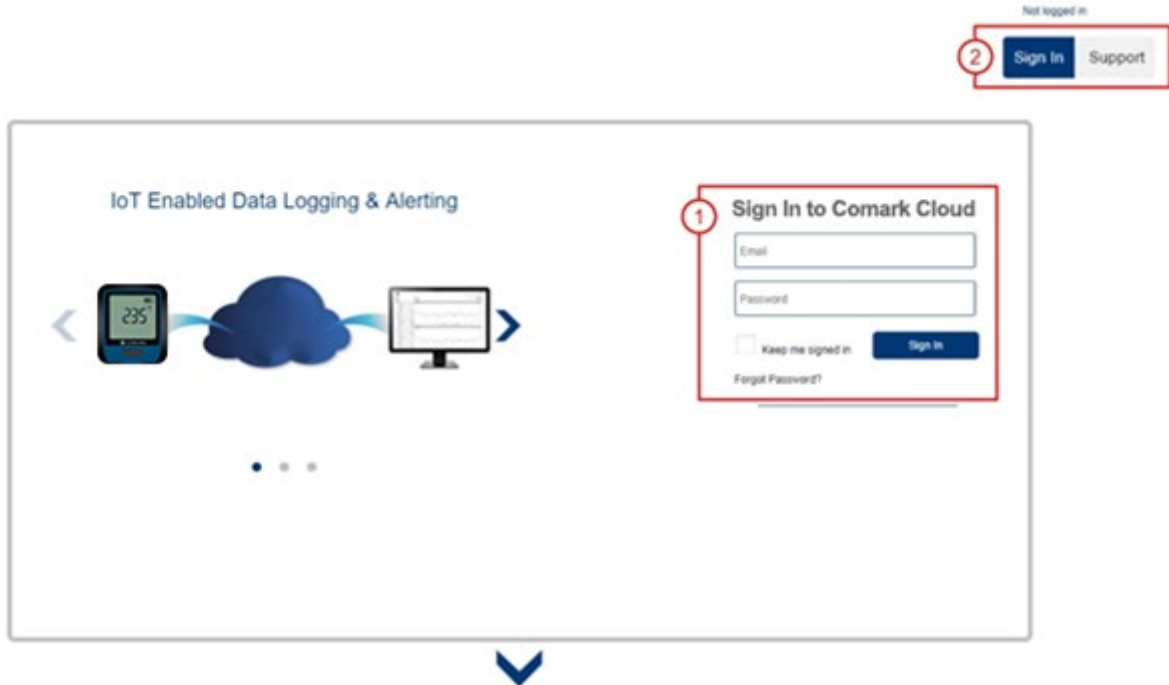 Not logged in
2
Sign In Support
IoT Enabled Data Logging & Alerting
1
Sign In to Comark Cloud
Email
Password
Keep me signed in Sign In
Forgot Password?
235